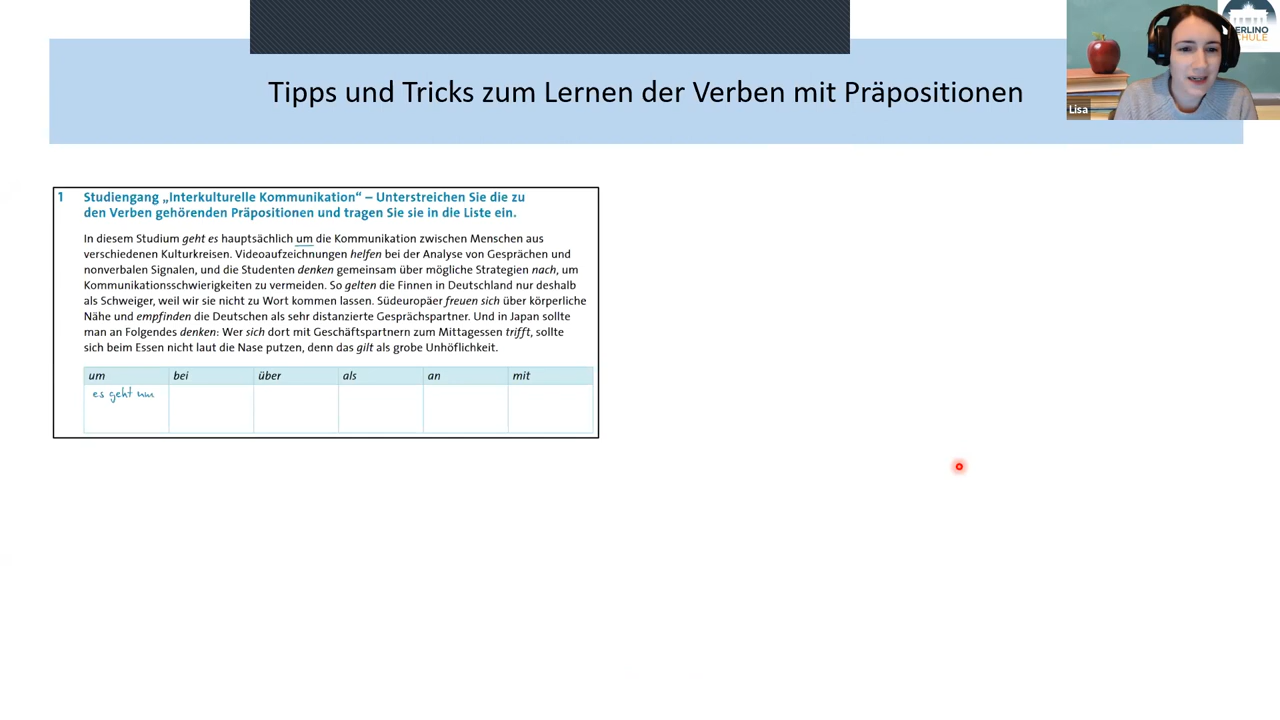 Tipps und Tricks zum Lernen der Verben mit Präpositionen
ERLINO
SCHULE
Lisa
1 Studiengang „Interkulturelle Kommunikation“ – Unterstreichen Sie die zu
den Verben gehörenden Präpositionen und tragen Sie sie in die Liste ein.
In diesem Studium geht es hauptsächlich um die Kommunikation zwischen Menschen aus
verschiedenen Kulturkreisen. Videoaufzeichnungen helfen bei der Analyse von Gesprächen und
nonverbalen Signalen, und die Studenten denken gemeinsam über mögliche Strategien nach, um
Kommunikationsschwierigkeiten zu vermeiden. So gelten die Finnen in Deutschland nur deshalb
als Schweiger, weil wir sie nicht zu Wort kommen lassen. Südeuropäer freuen sich über körperliche
Nähe und empfinden die Deutschen als sehr distanzierte Gesprächspartner. Und in Japan sollte
man an Folgendes denken: Wer sich dort mit Geschäftspartnern zum Mittagessen trifft, sollte
sich beim Essen nicht laut die Nase putzen, denn das gilt als grobe Unhöflichkeit.
um bei über als an mit
es geht um